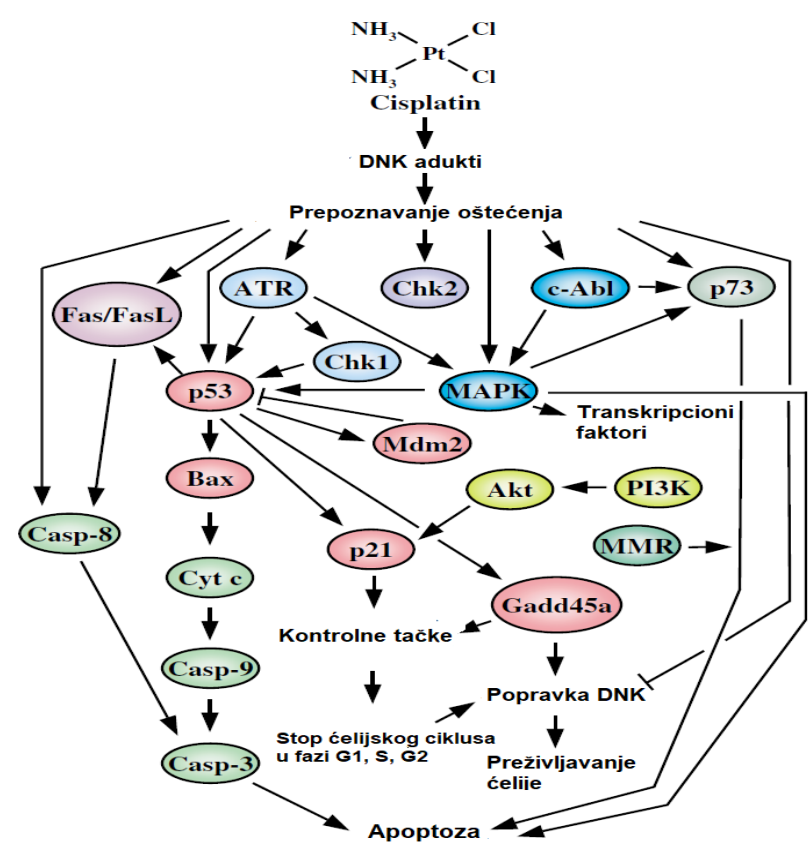 NH3 Cl
Pt
NH3 Cl
Cisplatin
DNK adukti
Prepoznavanje oštećenja
ATR Chk2 c-Abl p73
Fas/FasL
Chk1
p53 MAPK
Transkripcioni
faktori
Mdm2
Bax Akt PI3K
Casp-8 p21 MMR
Cyt c
Gadd45a
Kontrolne tačke
Casp-9
Popravka DNK
Stop ćelijskog ciklusa
u fazi G1, S, G2
Casp-3
Preživljavanje
ćelije
Apoptoza